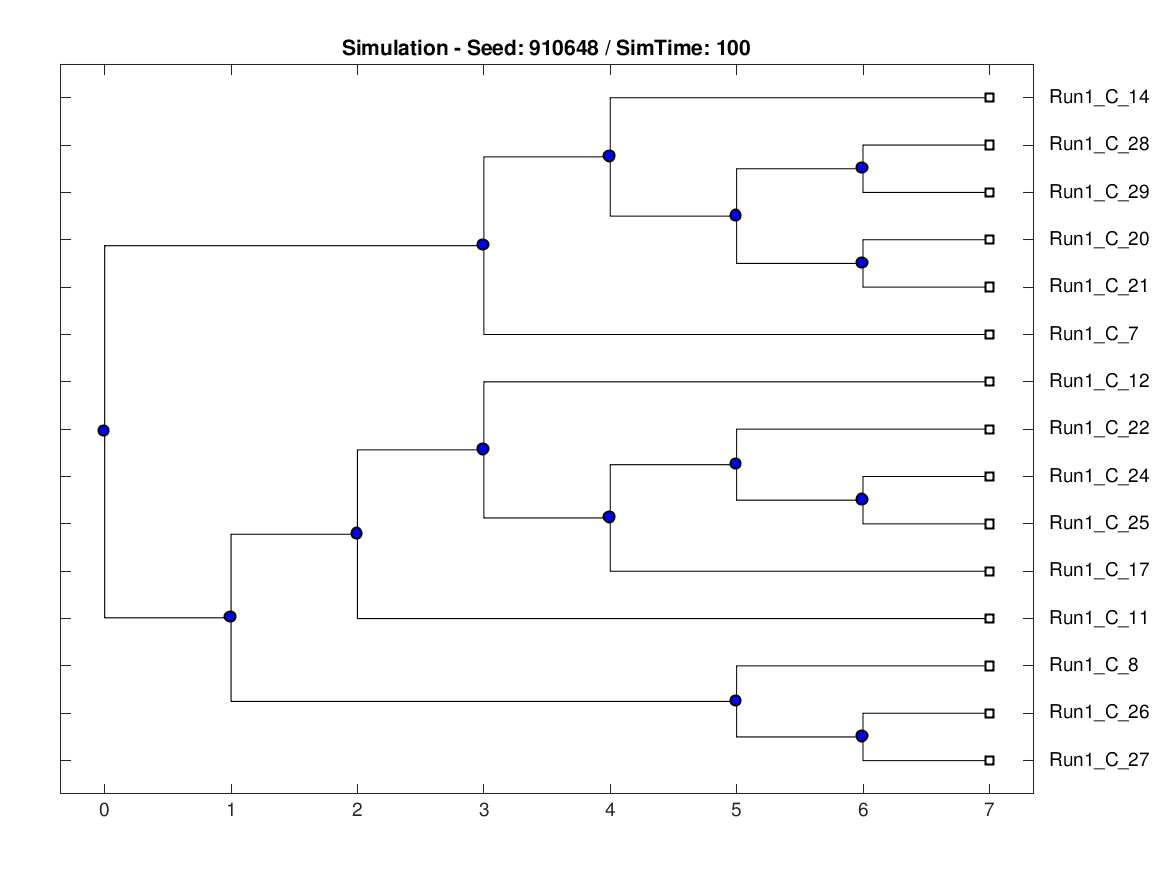 Simulation - Seed: 910648 / SimTime: 100
Run1_C_14
Run1_C_28
Run1_C_29
Run1_C_20
Run1_C_21
Run1_C_7
Run1_C_12
Run1_C_22
Run1_C_24
Run1_C_25
Run1_C_17
Run1_C_11
Run1_C_8
Run1_C_26
Run1_C_27
0 1 2 3 4 5 6 7